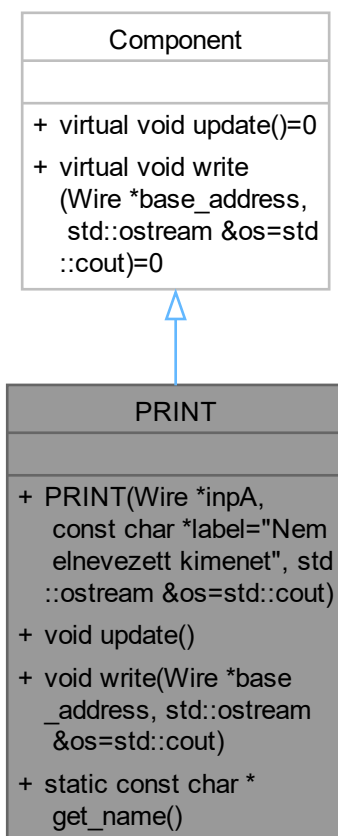 Component
+ virtual void update()=0
+ virtual void write
(Wire *base_address,
std::ostream &os=std
::cout)=0
PRINT
+ PRINT(Wire *inpA,
const char *label="Nem
elnevezett kimenet", std
::ostream &os=std::cout)
+ void update()
+ void write(Wire *base
_address, std::ostream
&os=std::cout)
+ static const char *
get_name()